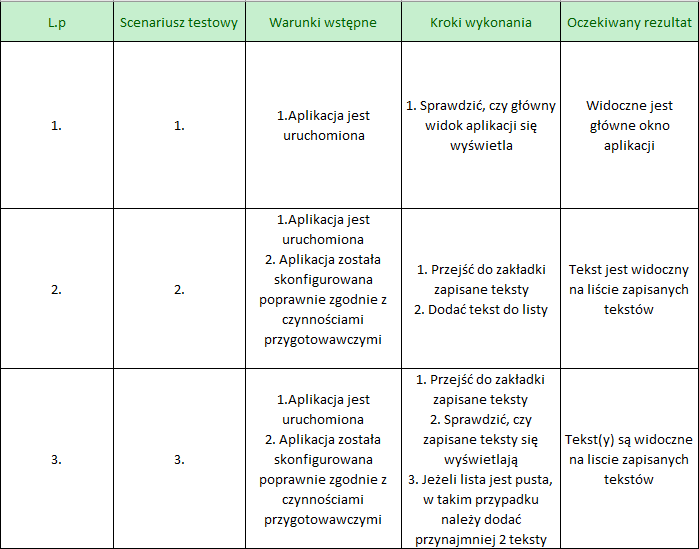 L.p
Scenariusz testowy
Warunki wstępne
Kroki wykonania
Oczekiwany rezultat
1.
1.
1.Aplikacja jest
uruchomiona
1. Sprawdzić, czy główny
widok aplikacji się
wyświetla
Widoczne jest
główne okno
aplikacji
2.
2.
1.Aplikacja jest
uruchomiona
2. Aplikacja została
skonfigurowana
poprawnie zgodnie z
czynnościami
przygotowawczymi
1. Przejść do zakładki
zapisane teksty
2. Dodać tekst do listy
Tekst jest widoczny
na liście zapisanych
tekstów
3.
3.
1.Aplikacja jest
uruchomiona
2. Aplikacja została
skonfigurowana
poprawnie zgodnie z
czynnościami
przygotowawczymi
1. Przejść do zakładki
zapisane teksty
2. Sprawdzić, czy
zapisane teksty się
wyświetlają
3. Jeżeli lista jest pusta,
w takim przypadku
należy dodać
przynajmniej 2 teksty
Tekst(y) są widoczne
na liscie zapisanych
tekstów